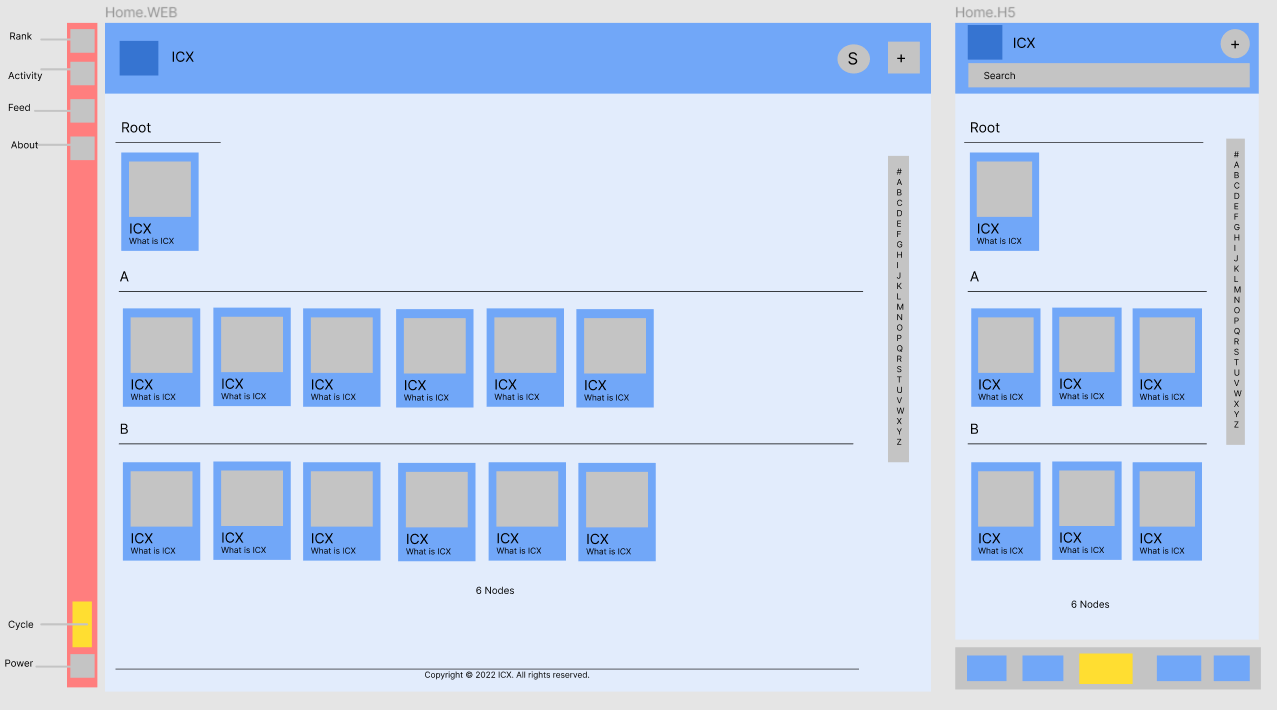 Home.WEB
Home.H5
Rank
Activity
Feed
About
Cycle
Power
ICX
S
+
Root
ICX
What is ICX
A
ICX
What is ICX
ICX
What is ICX
ICX
What is ICX
ICX
What is ICX
ICX
What is ICX
ICX
What is ICX
B
ICX
What is ICX
ICX
What is ICX
ICX
What is ICX
ICX
What is ICX
ICX
What is ICX
ICX
What is ICX
#
A
B
C
D
E
F
G
H
I
J
K
L
M
N
O
P
Q
R
S
T
U
V
W
X
Y
Z
6 Nodes
Copyright © 2022 ICX. All rights reserved.
ICX
+
Search
Root
ICX
What is ICX
A
ICX
What is ICX
ICX
What is ICX
ICX
What is ICX
B
ICX
What is ICX
ICX
What is ICX
ICX
What is ICX
#
A
B
C
D
E
F
G
H
I
J
K
L
M
N
O
P
Q
R
S
T
U
V
W
X
Y
Z
6 Nodes